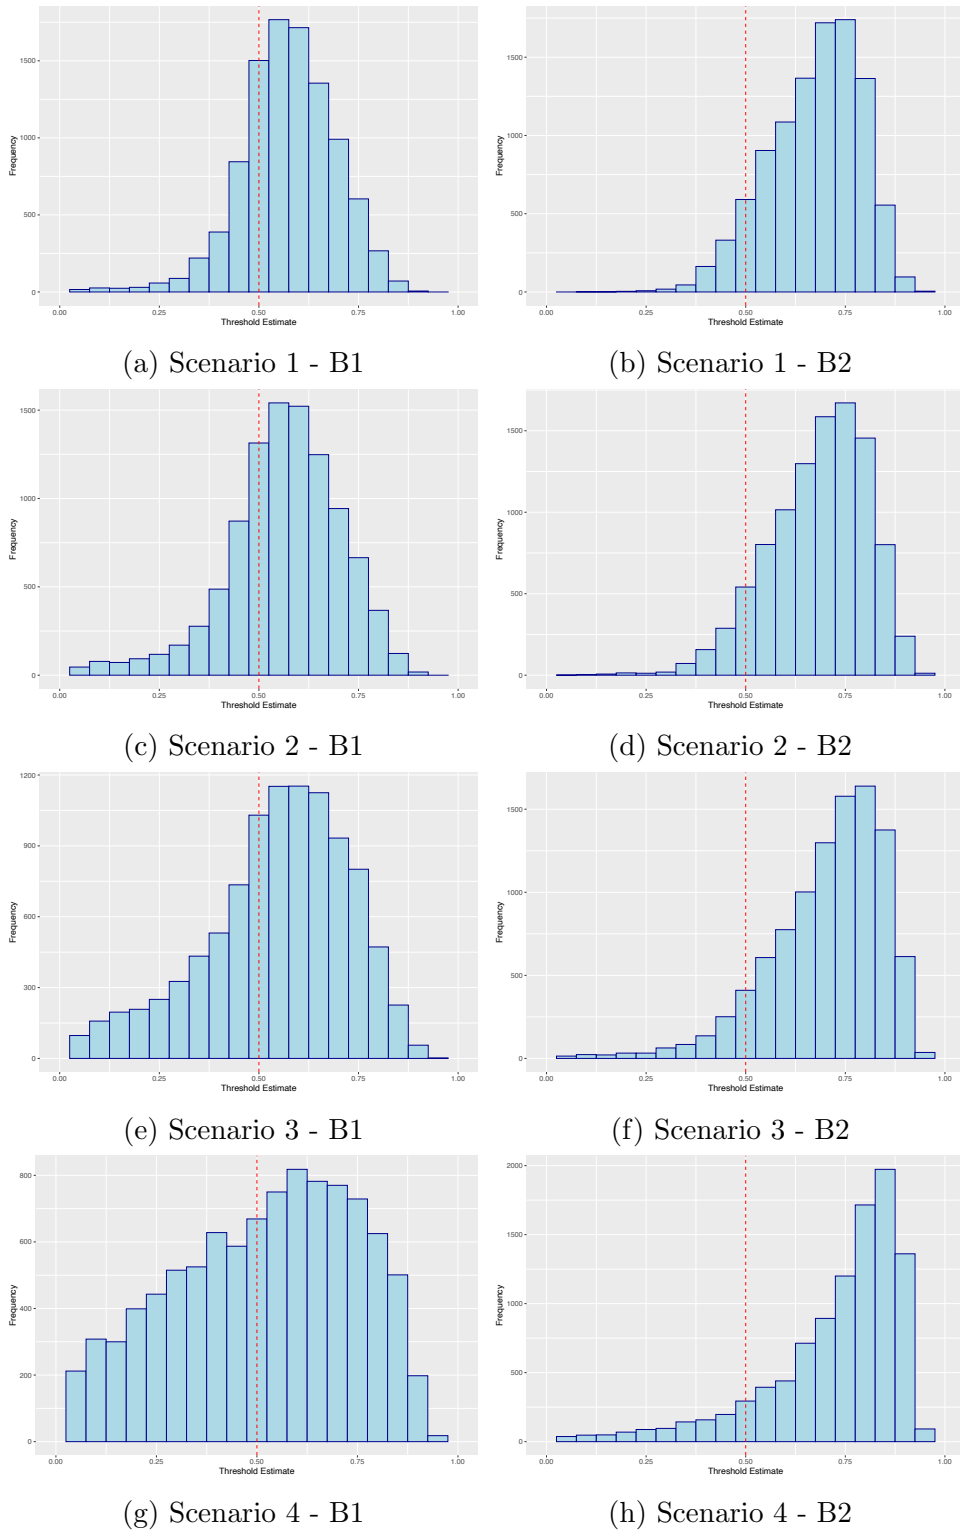 1500
1000
500
0
Frequency
0.00 0.25 0.50 0.75 1.00
Threshold Estimate
(a) Scenario 1 - B1
1500
1000
500
0
Frequency
0.00 0.25 0.50 0.75 1.00
Threshold Estimate
(b) Scenario 1 - B2
1500
1000
500
0
Frequency
0.00 0.25 0.50 0.75 1.00
Threshold Estimate
(c) Scenario 2 - B1
1500
1000
500
0
Frequency
0.00 0.25 0.50 0.75 1.00
Threshold Estimate
(d) Scenario 2 - B2
1200
900
600
300
0
Frequency
0.00 0.25 0.50 0.75 1.00
Threshold Estimate
(e) Scenario 3 - B1
1500
1000
500
0
Frequency
0.00 0.25 0.50 0.75 1.00
Threshold Estimate
(f) Scenario 3 - B2
800
600
400
200
0
Frequency
0.00 0.25 0.50 0.75 1.00
Threshold Estimate
(g) Scenario 4 - B1
2000
1500
1000
500
0
Frequency
0.00 0.25 0.50 0.75 1.00
Threshold Estimate
(h) Scenario 4 - B2